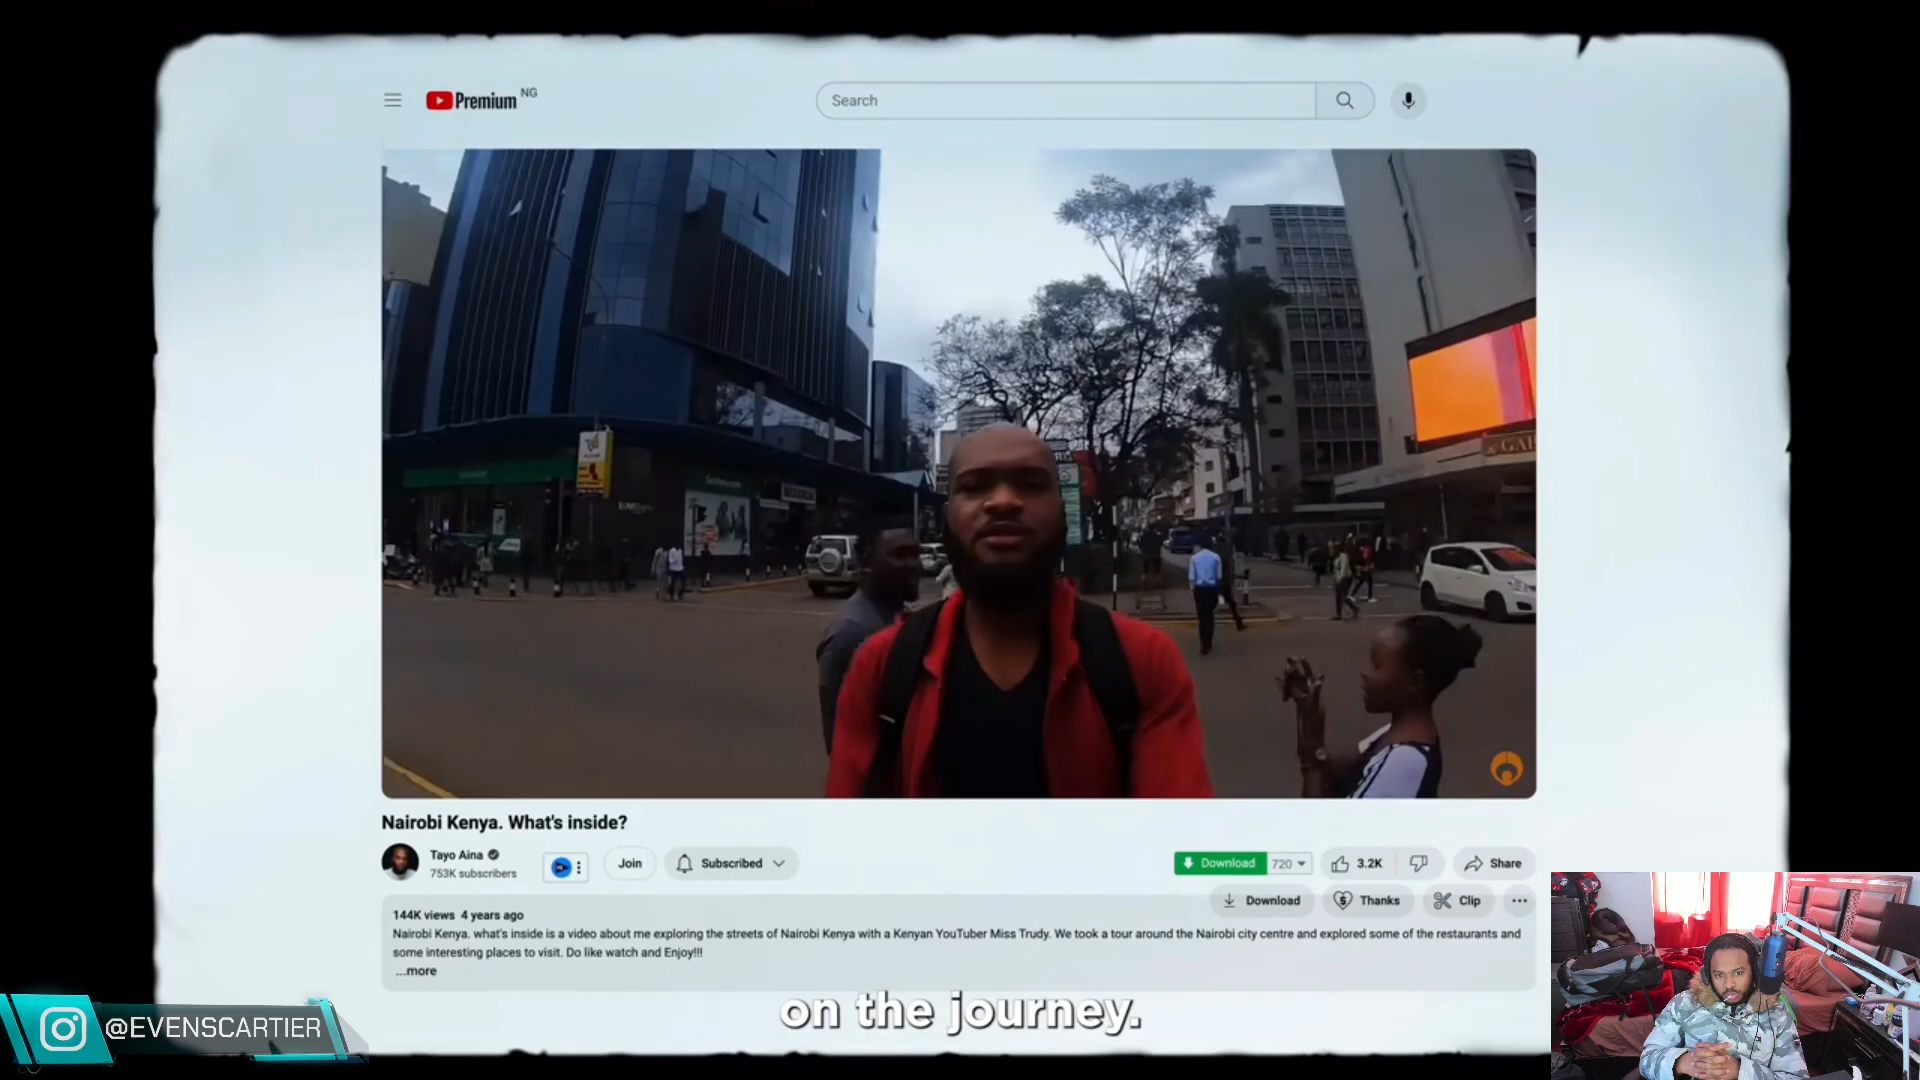 Premium NG
Search
GAL
Nairobi Kenya. What's inside?
Tayo Aina
753K subscribers
Join
Subscribed
Download 720
3.2K
Share
Download
Thanks
Clip
144K views 4 years ago
Nairobi Kenya. what's inside is a video about me exploring the streets of Nairobi Kenya with a Kenyan YouTuber Miss Trudy. We took a tour around the Nairobi city centre and explored some of the restaurants and
some interesting places to visit. Do like watch and Enjoy!!!
...more
on the journey.
@EVENSCARTIER